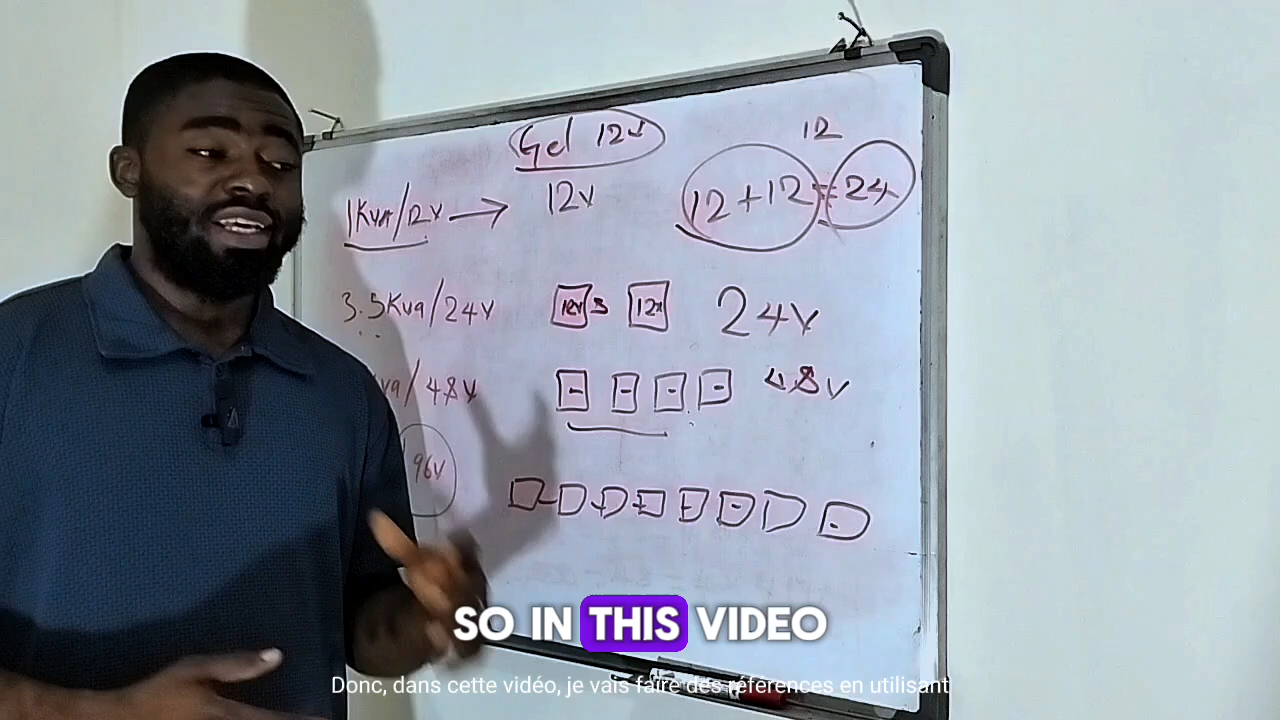 Gel 12v
12
1Kva/12v → 12v
12+12=24
3.5Kva/24v 12v s 12v 24v
va/48v 48v
96v
SO IN THIS VIDEO
Donc, dans cette vidéo, je vais faire des références en utilisant